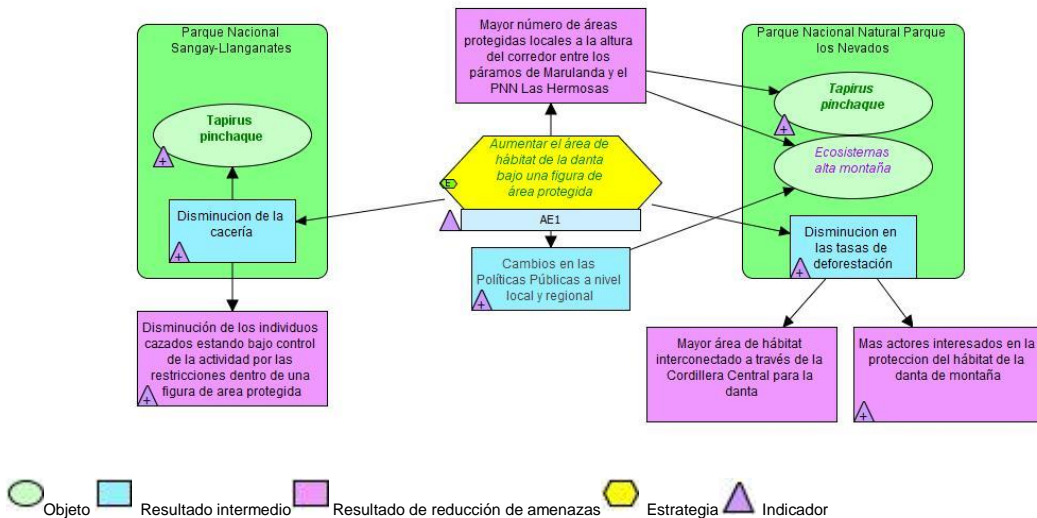 Parque Nacional
Sangay-Llanganates
Tapirus
pinchaque
Disminucion de la
cacería
Disminución de los individuos
cazados estando bajo control
de la actividad por las
restricciones dentro de una
figura de area protegida
Mayor número de áreas
protegidas locales a la altura
del corredor entre los
páramos de Marulanda y el
PNN Las Hermosas
Aumentar el área de
hábitat de la danta
bajo una figura de
área protegida
E
AE1
Cambios en las
Políticas Públicas a nivel
local y regional
Parque Nacional Natural Parque
los Nevados
Tapirus
pinchaque
Ecosistemas
alta montaña
Disminucion en
las tasas de
deforestación
Mayor área de hábitat
interconectado a través de la
Cordillera Central para la
danta
Mas actores interesados en la
proteccion del hábitat de la
danta de montaña
Objeto Resultado intermedio Resultado de reducción de amenazas Estrategia Indicador